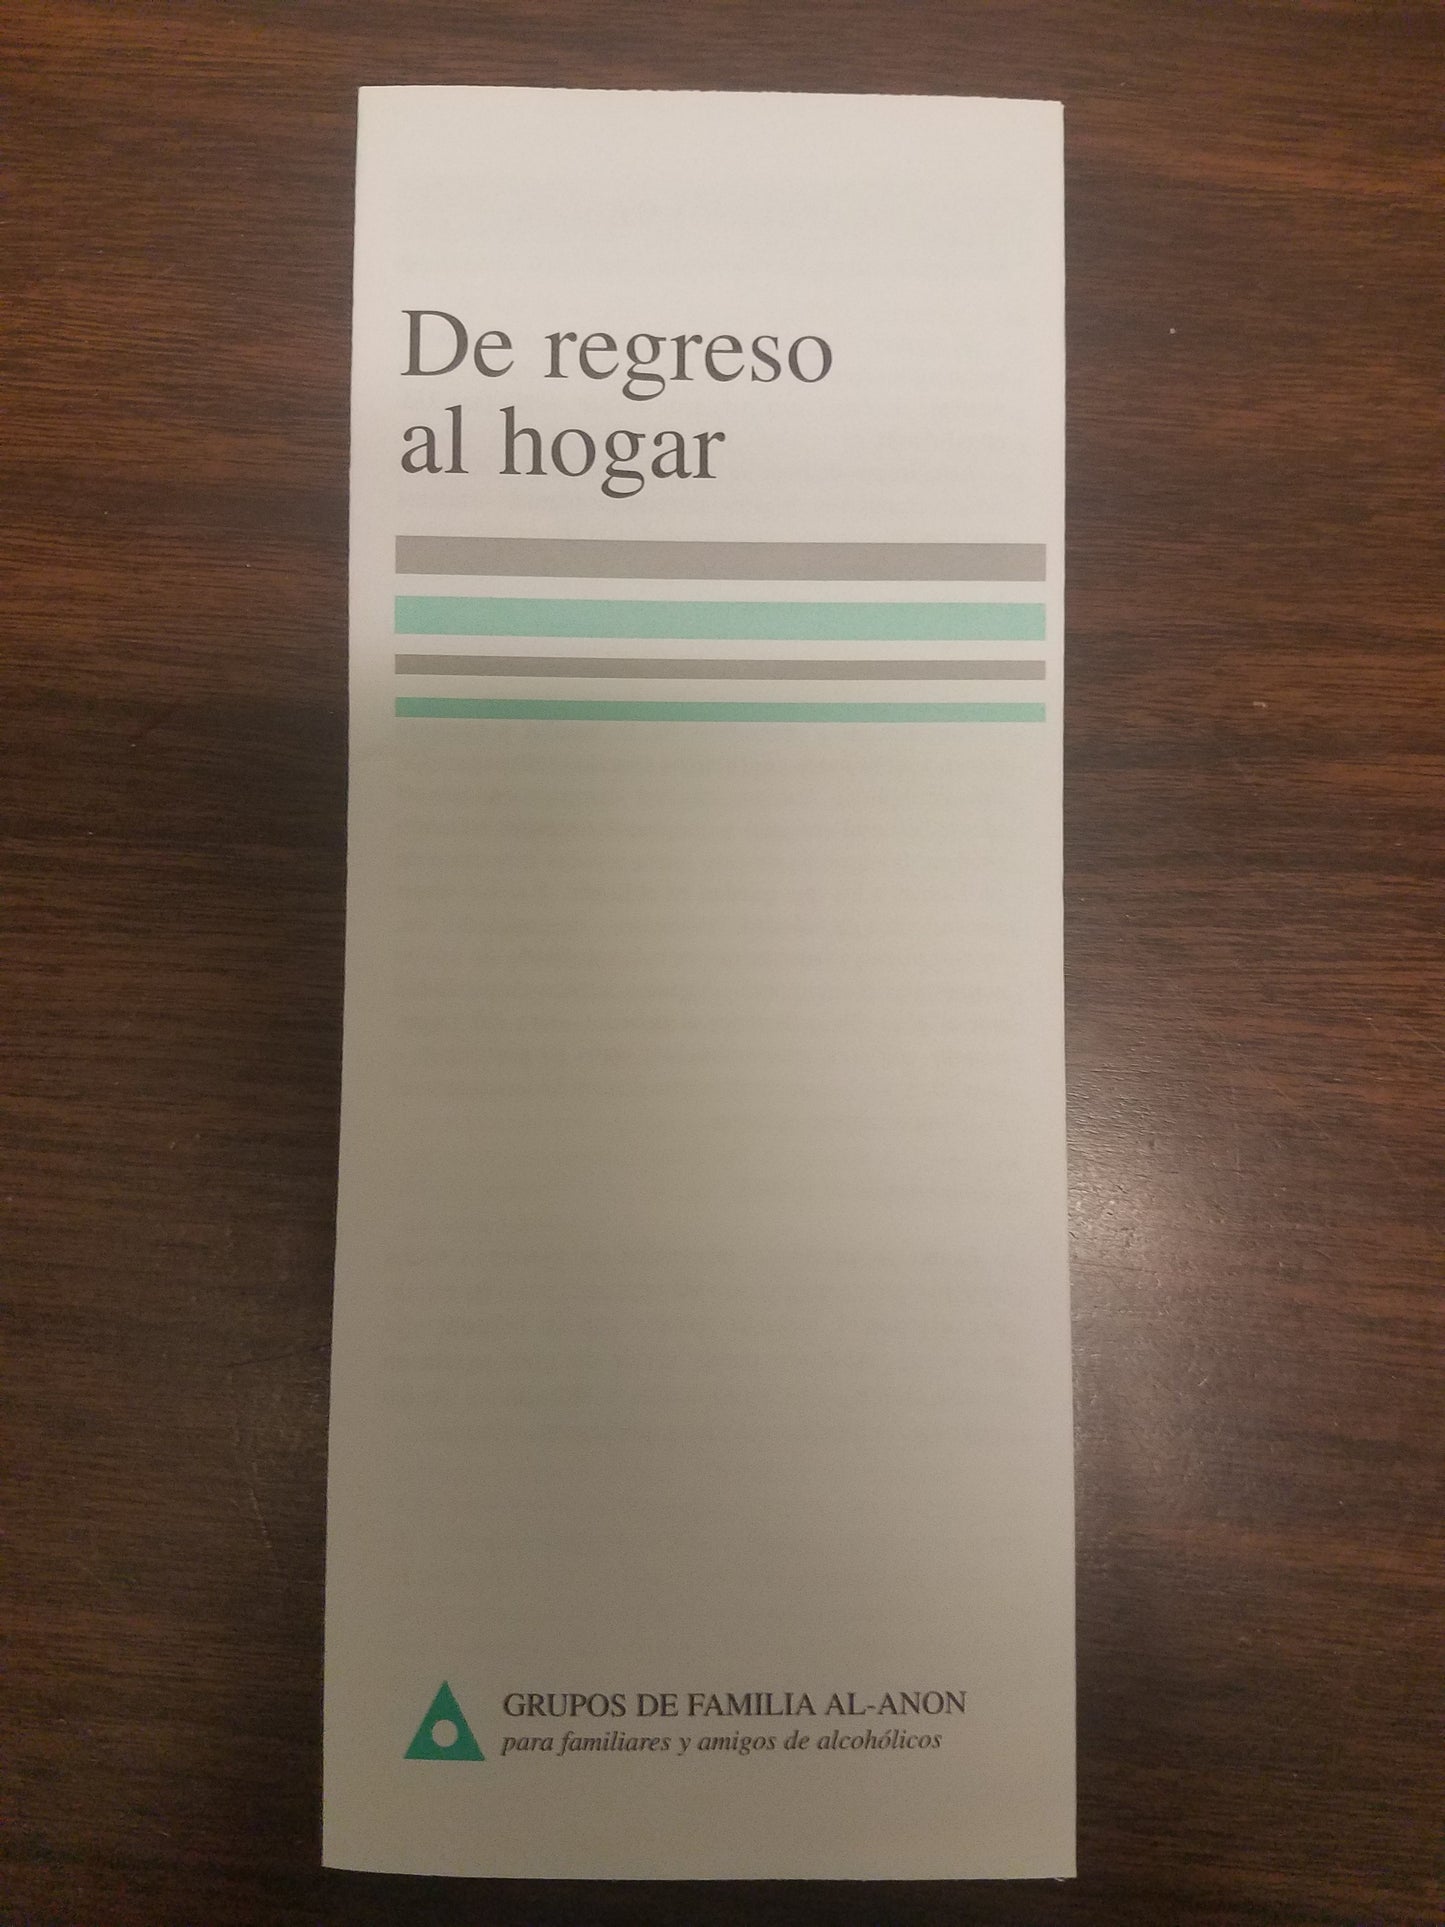 De regreso
al hogar
GRUPOS DE FAMILIA AL-ANON
para familiares y amigos de alcohólicos